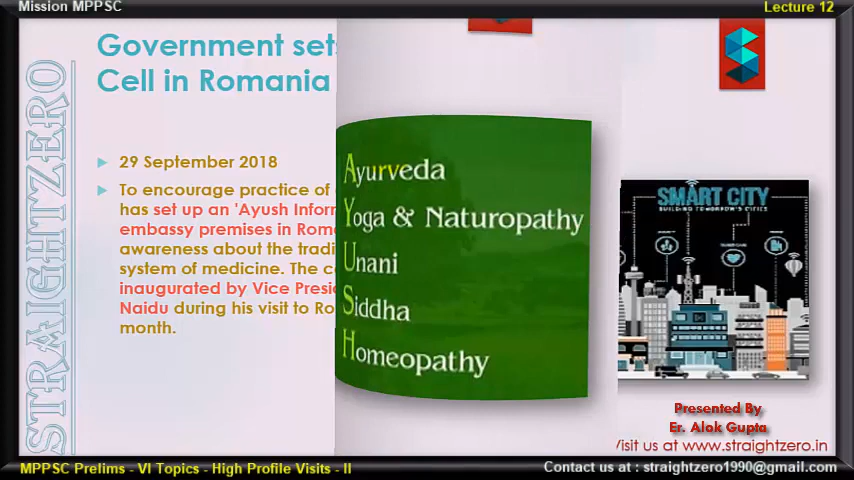 Mission MPPSC
Lecture 12
STRAIGHTZERO
Government sets
Cell in Romania
29 September 2018
To encourage practice of
has set up an 'Ayush Inform
embassy premises in Roma
awareness about the tradi
system of medicine. The ce
inaugurated by Vice Presid
Naidu during his visit to Ro
month.
Ayurveda
Yoga & Naturopathy
Unani
Siddha
Homeopathy
SMART CITY
BUILDING TOMORROW'S CITIES
Presented By
Er. Alok Gupta
Visit us at www.straightzero.in
MPPSC Prelims - VI Topics - High Profile Visits - II
Contact us at : straightzero1990@gmail.com